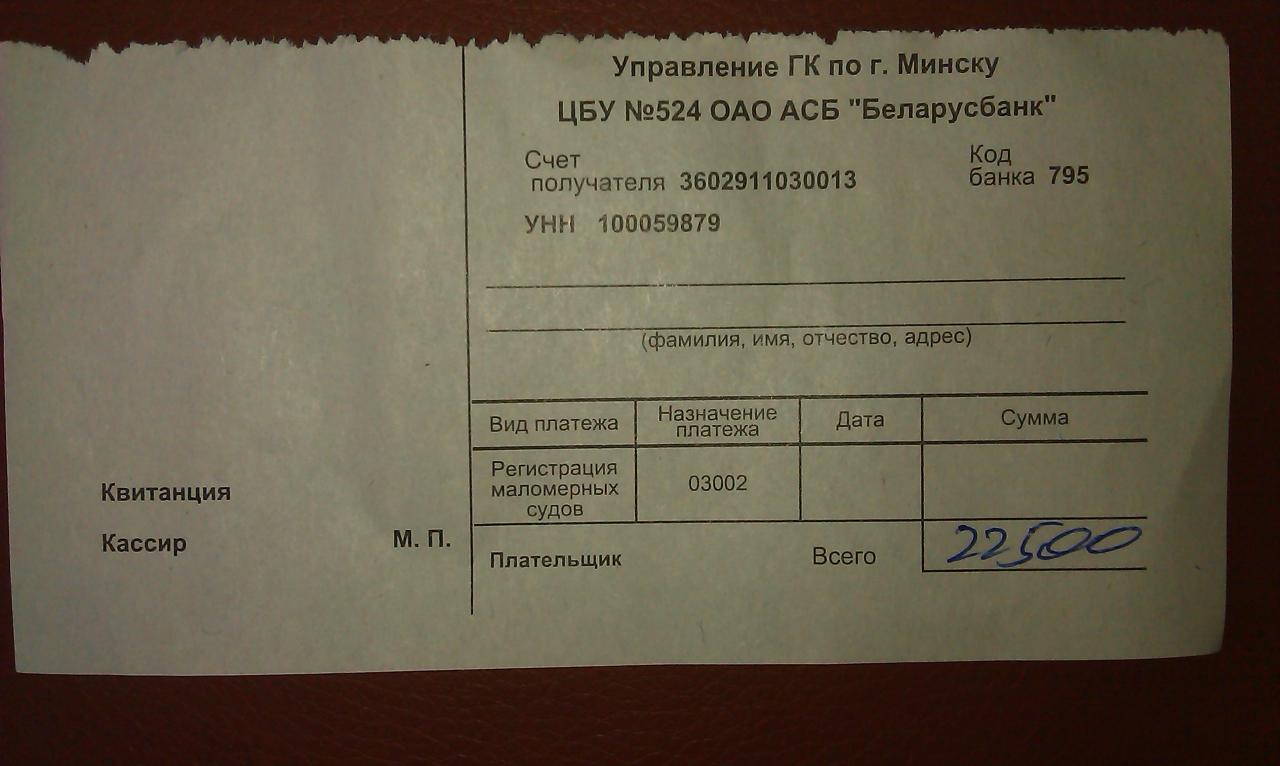 Управление ГК по г. Минску
ЦБУ №524 ОАО АСБ "Беларусбанк"
Счет
получателя 3602911030013
Код
банка 795
УНН 100059879
(фамилия, имя, отчество, адрес)
Вид платежа
Назначение
платежа
Дата
Сумма
Регистрация
маломерных
судов
03002
Плательщик
Всего
22500
Квитанция
Кассир
М. П.